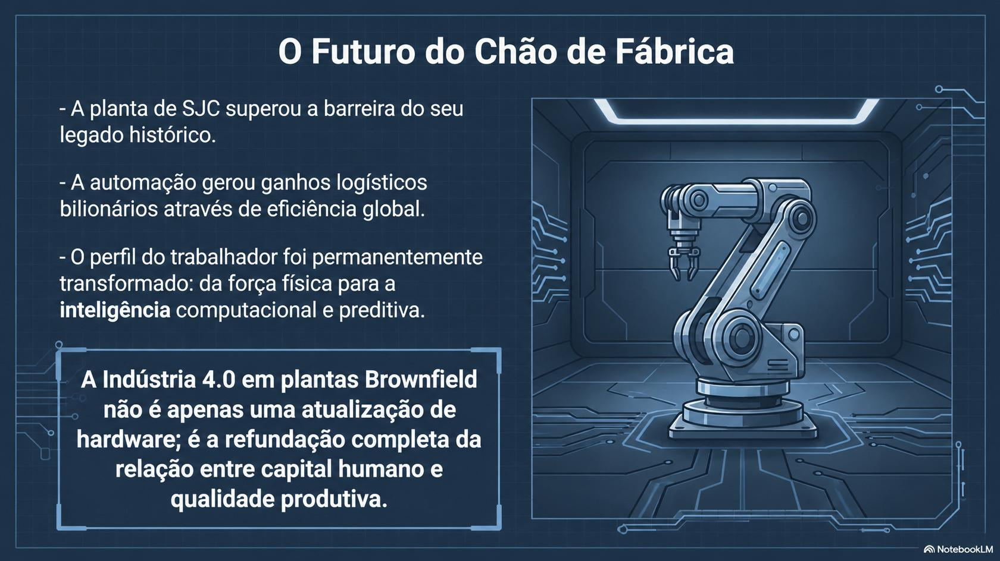 O Futuro do Chão de Fábrica
- A planta de SJC superou a barreira do seu
legado histórico.
- A automação gerou ganhos logísticos
bilionários através de eficiência global.
- O perfil do trabalhador foi permanentemente
transformado: da força física para a
inteligência computacional e preditiva.
A Indústria 4.0 em plantas Brownfield
não é apenas uma atualização de
hardware; é a refundação completa da
relação entre capital humano e
qualidade produtiva.
NotebookLM